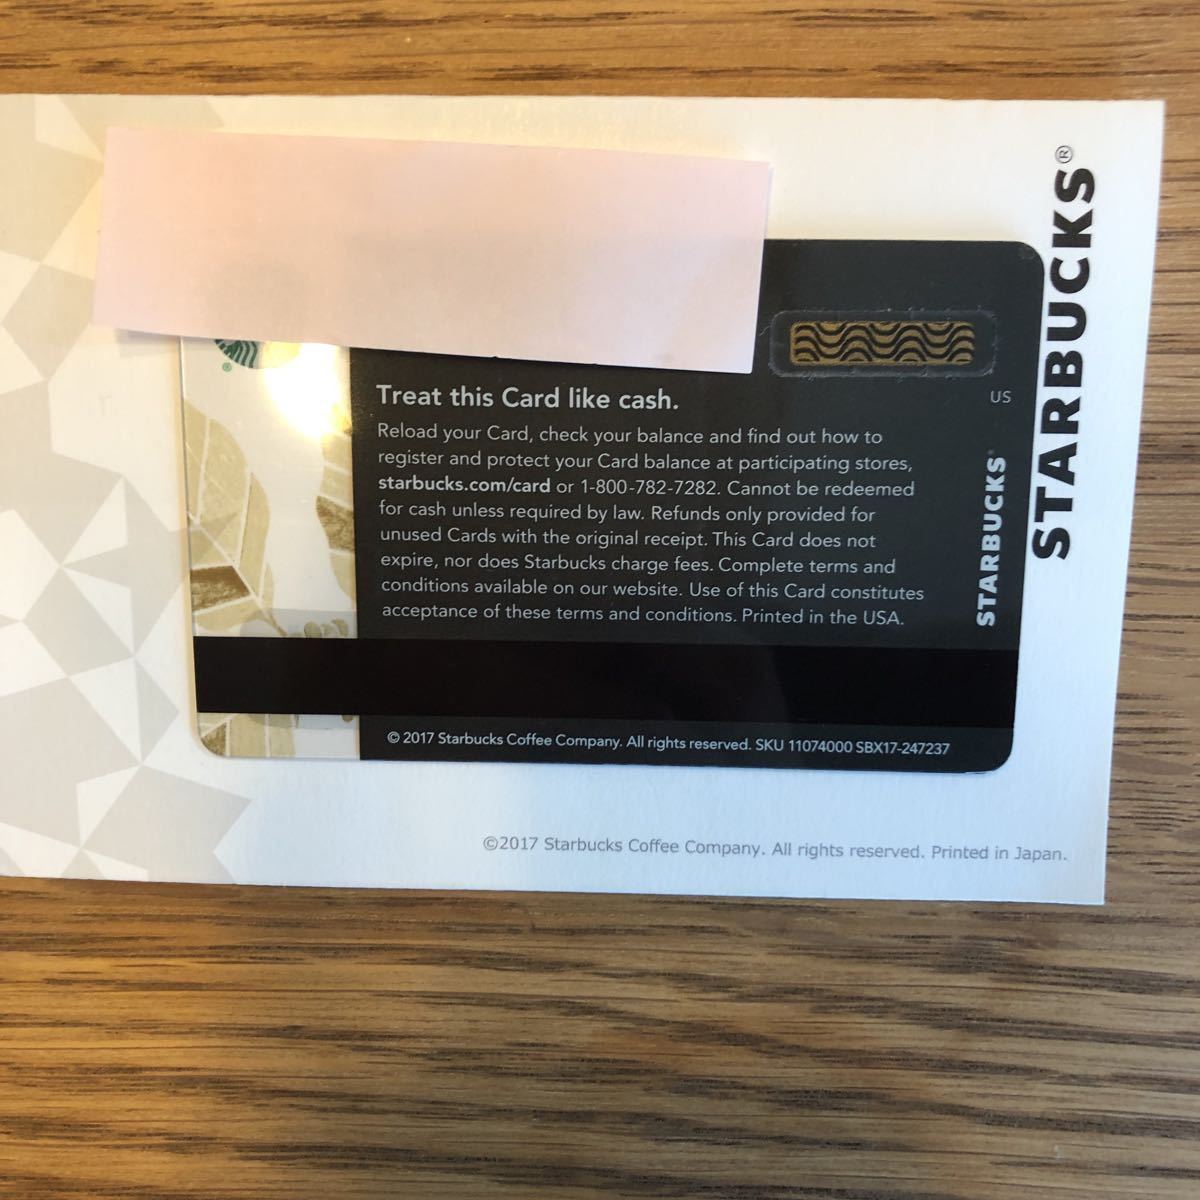 STARBUCKS®
®
US
Treat this Card like cash.
Reload your Card, check your balance and find out how to
register and protect your Card balance at participating stores,
starbucks.com/card or 1-800-782-7282. Cannot be redeemed
for cash unless required by law. Refunds only provided for
unused Cards with the original receipt. This Card does not
expire, nor does Starbucks charge fees. Complete terms and
conditions available on our website. Use of this Card constitutes
acceptance of these terms and conditions. Printed in the USA.
STARBUCKS®
© 2017 Starbucks Coffee Company. All rights reserved. SKU 11074000 SBX17-247237
©2017 Starbucks Coffee Company. All rights reserved. Printed in Japan.